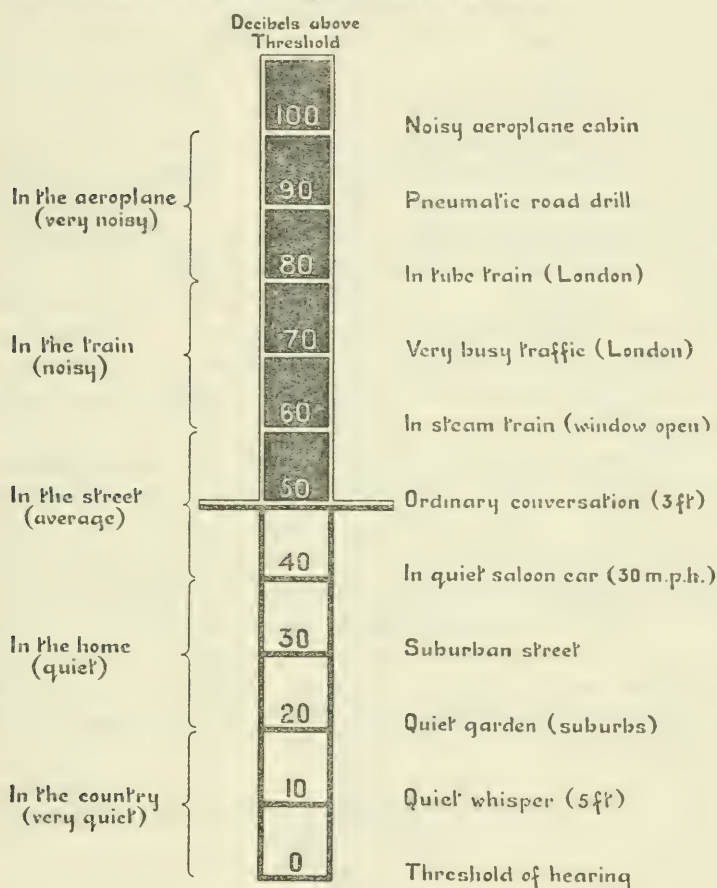 Decibels above
Threshold
100
Noisy aeroplane cabin
In the aeroplane
(very noisy)
90
Pneumatic road drill
80
In tube train (London)
In the train
(noisy)
70
Very busy traffic (London)
60
In steam train (window open)
In the street
(average)
50
Ordinary conversation (3ft)
40
In quiet saloon car (30 m.p.h.)
In the home
(quiet)
30
Suburban street
20
Quiet garden (suburbs)
In the country
(very quiet)
10
Quiet whisper (5ft)
0
Threshold of hearing